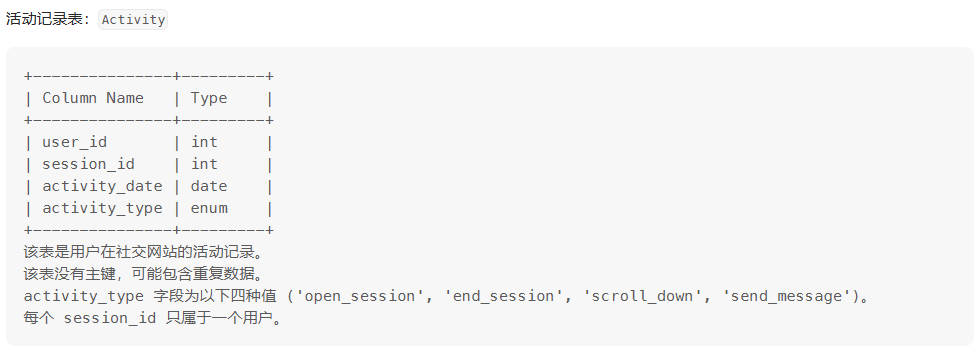 活动记录表：Activity
+---------------+---------+
| Column Name   | Type    |
+---------------+---------+
| user_id       | int     |
| session_id    | int     |
| activity_date | date    |
| activity_type | enum    |
+---------------+---------+
该表是用户在社交网站的活动记录。
该表没有主键，可能包含重复数据。
activity_type 字段为以下四种值 ('open_session', 'end_session', 'scroll_down', 'send_message')。
每个 session_id 只属于一个用户。